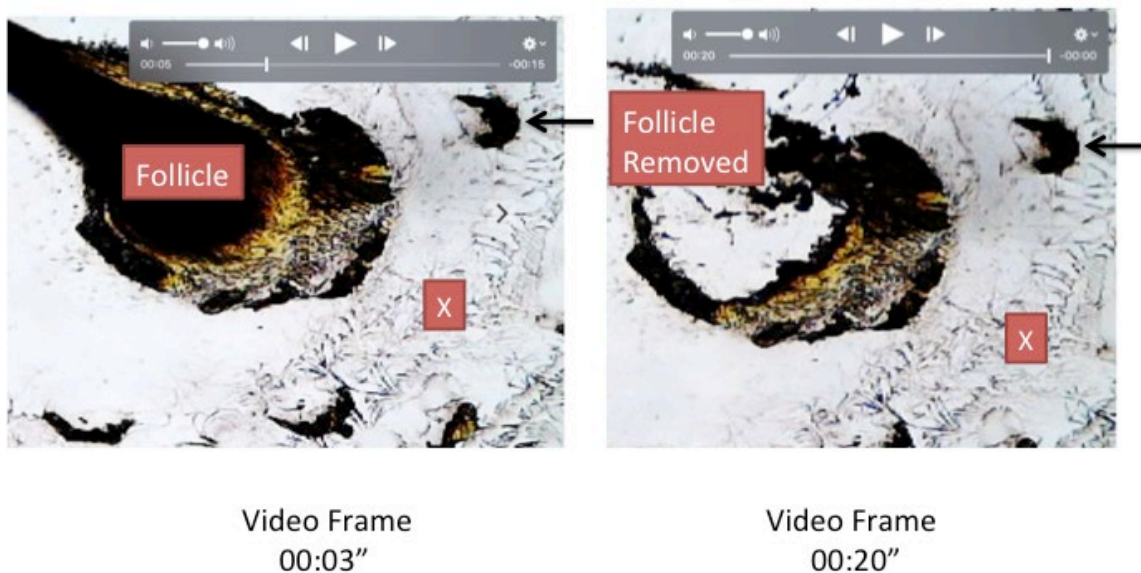 00:05
-00:15
Follicle
X
00:20
-00:00
Follicle
Removed
X
Video Frame
00:03”
Video Frame
00:20”